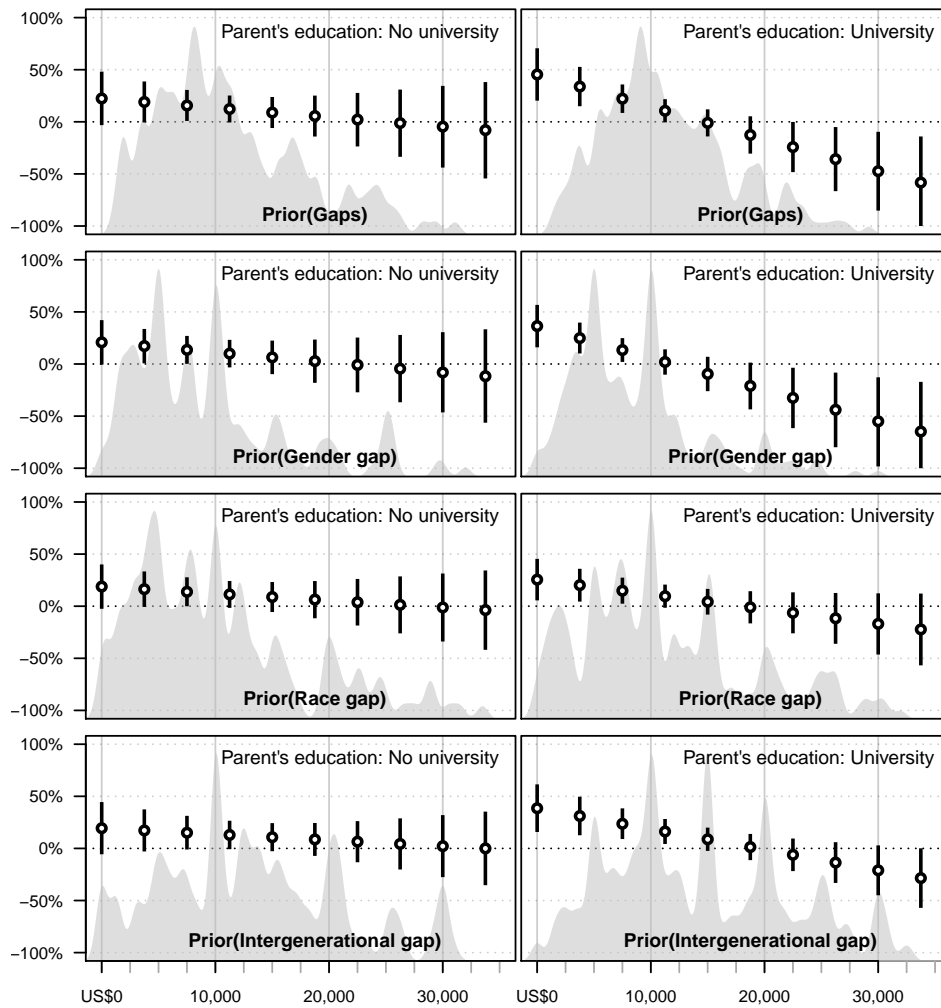 100%
50%
0%
−50%
−100%
Parent's education: No university
Prior(Gaps)
Parent's education: University
Prior(Gaps)
100%
50%
0%
−50%
−100%
Parent's education: No university
Prior(Gender gap)
Parent's education: University
Prior(Gender gap)
100%
50%
0%
−50%
−100%
Parent's education: No university
Prior(Race gap)
Parent's education: University
Prior(Race gap)
100%
50%
0%
−50%
−100%
Parent's education: No university
Prior(Intergenerational gap)
Parent's education: University
Prior(Intergenerational gap)
US$0 10,000 20,000 30,000 US$0 10,000 20,000 30,000